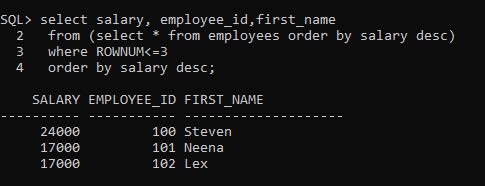 SQL> select salary, employee_id,first_name
  2  from (select * from employees order by salary desc)
  3  where ROWNUM<=3
  4  order by salary desc;
    SALARY EMPLOYEE_ID FIRST_NAME
---------- ----------- --------------------
     24000         100 Steven
     17000         101 Neena
     17000         102 Lex